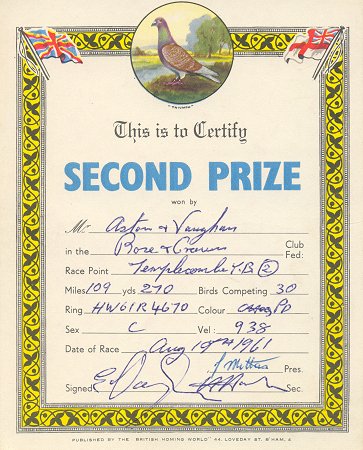 "TRIUMPH"
This is to Certify
SECOND PRIZE
won by
Mr Aston & Vaughan
in the Rose & Crown Club Fed:
Race Point Templecombe Y.B (2)
Miles 109 yds 270 Birds Competing 30
Ring HW61R4670 Colour PD
Sex C Vel: 938
Date of Race Aug 1961
Pres.
Signed Sec.
PUBLISHED BY THE "BRITISH HOMING WORLD" 44, LOVEDAY ST. B'HAM, 4